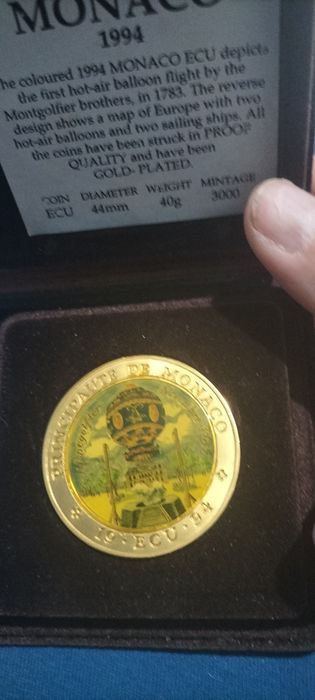 MONACO
1994
he coloured 1994 MONACO ECU depicts
the first hot-air balloon flight by the
Montgolfier brothers, in 1783. The reverse
design shows a map of Europe with two
hot-air balloons and two sailing ships. All
the coins have been struck in PROOF
QUALITY and have been
GOLD-PLATED.
COIN DIAMETER WEIGHT MINTAGE
ECU 44mm 40g 3000
PRINCIPAUTE DE MONACO
19 · ECU · 94